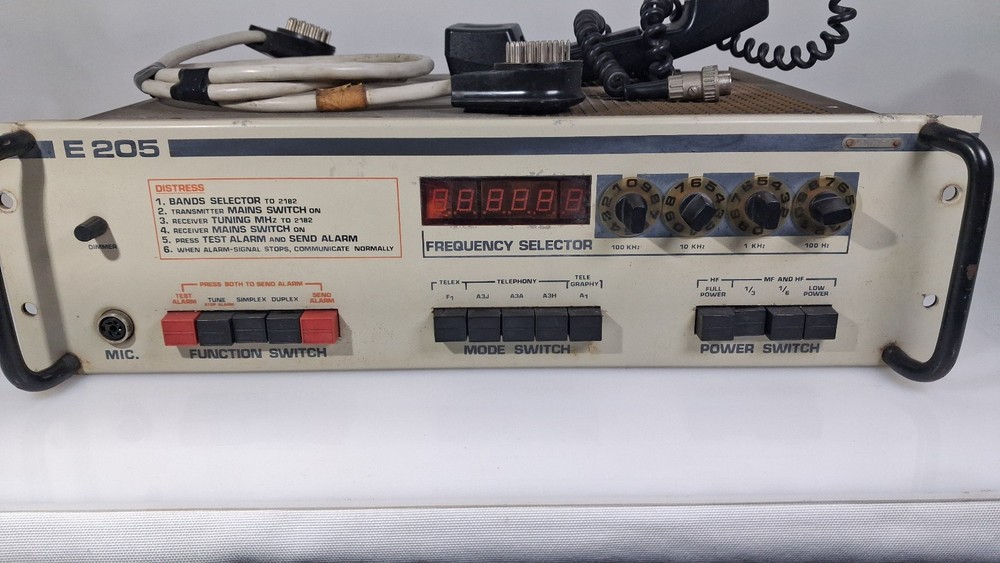 E 205
DISTRESS
1. BANDS SELECTOR TO 2182
2. TRANSMITTER MAINS SWITCH ON
3. RECEIVER TUNING MHz TO 2182
4. RECEIVER MAINS SWITCH ON
5. PRESS TEST ALARM AND SEND ALARM
6. WHEN ALARM-SIGNAL STOPS, COMMUNICATE NORMALLY
DIMMER
FREQUENCY SELECTOR
100 KHz 10 KHz 1 KHz 100 Hz
PRESS BOTH TO SEND ALARM
TEST ALARM
TUNE
STOP ALARM
SIMPLEX
DUPLEX
SEND ALARM
MIC.
FUNCTION SWITCH
TELEX TELEPHONY TELE
GRAPHY
F1 A3J A3A A3H A1
MODE SWITCH
HF MF AND HF
FULL POWER
1/3
1/6
LOW POWER
POWER SWITCH